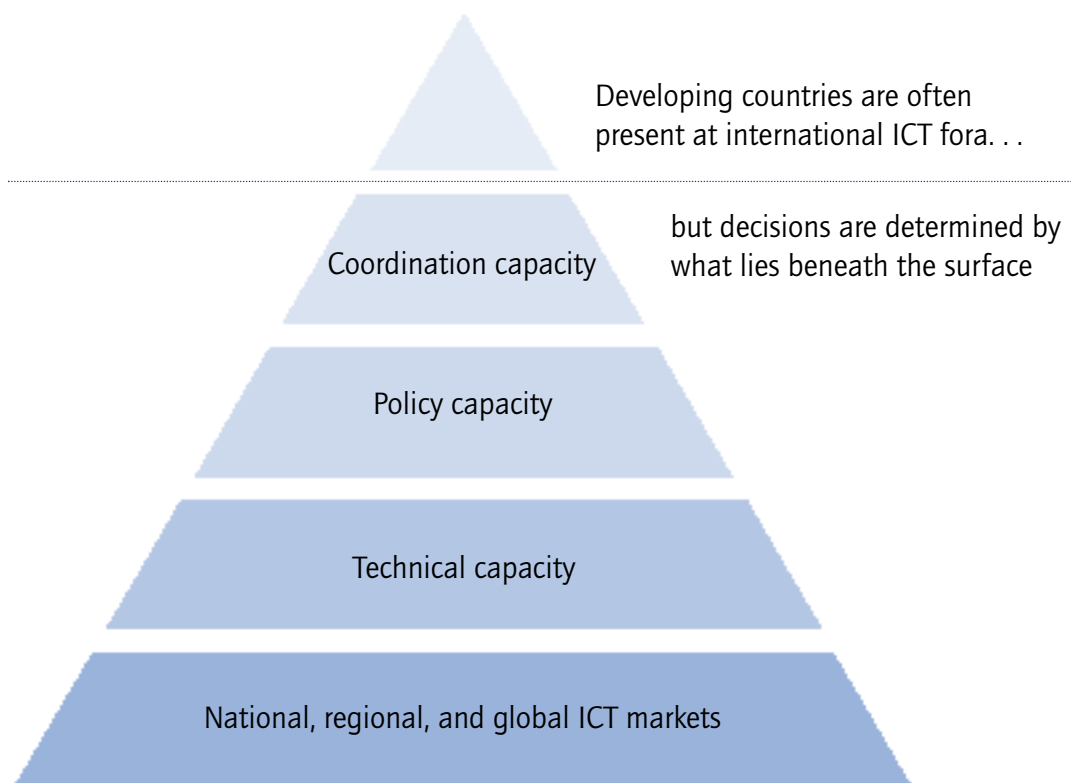 Developing countries are often
present at international ICT fora. . .
but decisions are determined by
what lies beneath the surface
Coordination capacity
Policy capacity
Technical capacity
National, regional, and global ICT markets